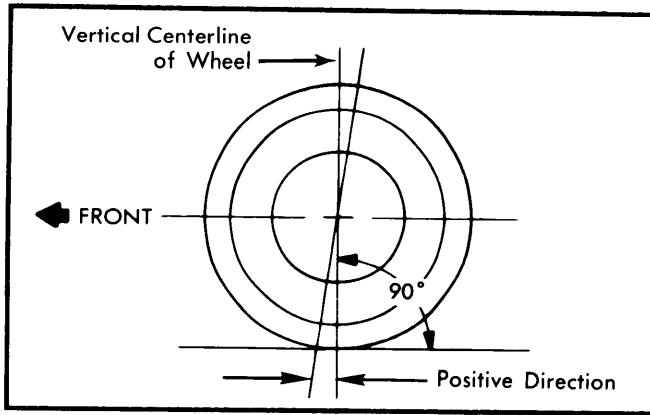 Vertical Centerline
of Wheel
FRONT
90°
Positive Direction